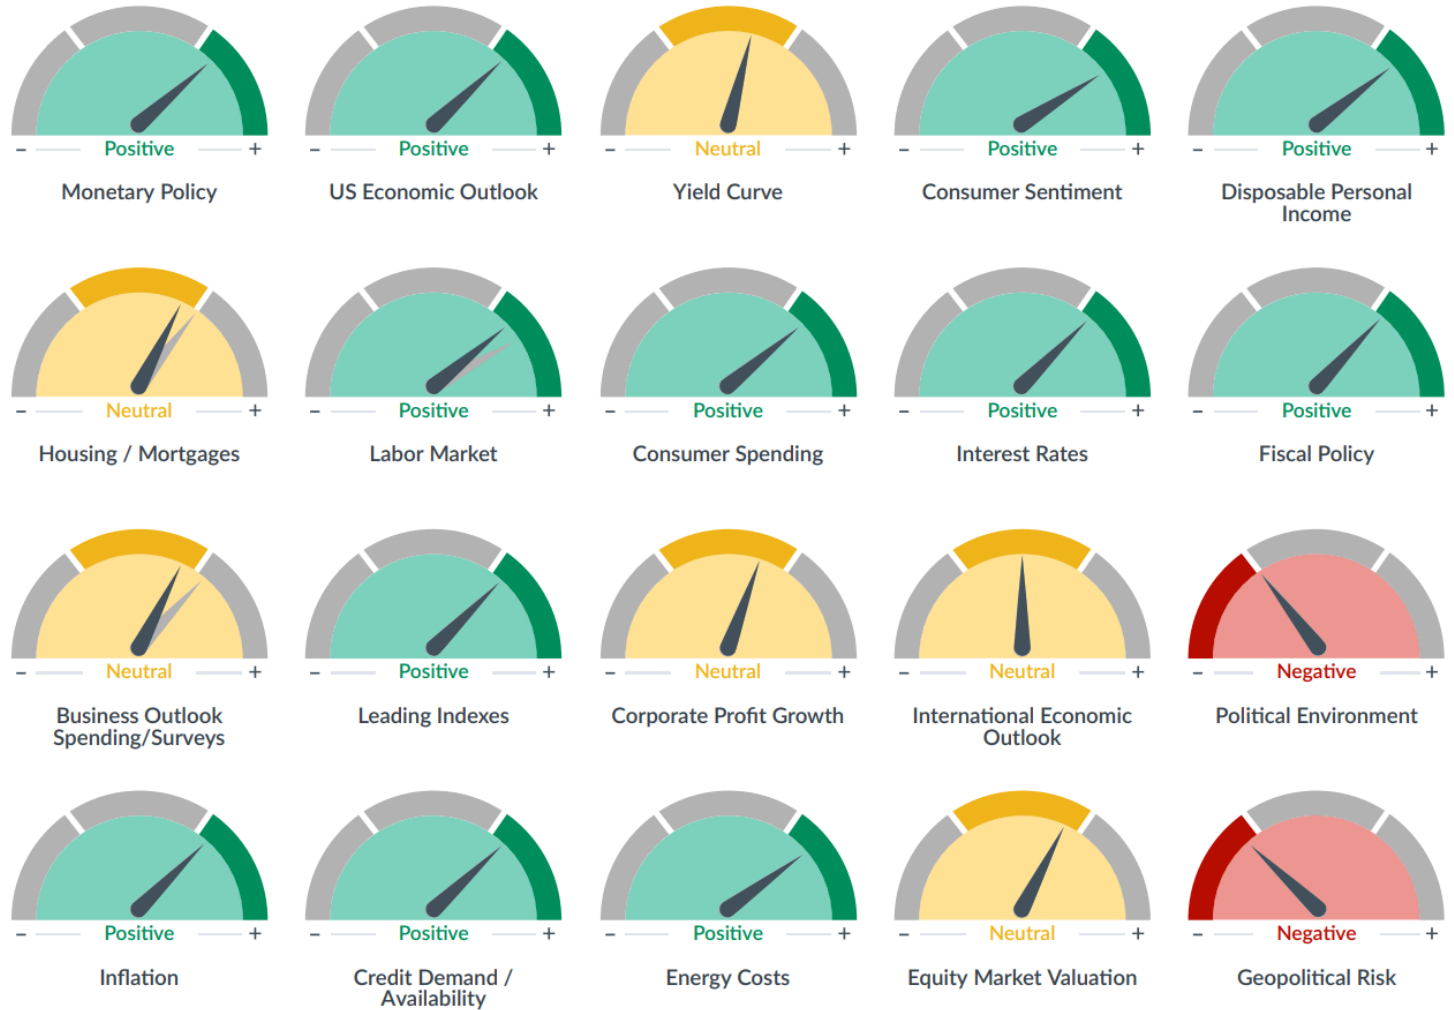 - Positive +
Monetary Policy
- Positive +
US Economic Outlook
- Neutral +
Yield Curve
- Positive +
Consumer Sentiment
- Positive +
Disposable Personal
Income
- Neutral +
Housing / Mortgages
- Positive +
Labor Market
- Positive +
Consumer Spending
- Positive +
Interest Rates
- Positive +
Fiscal Policy
- Neutral +
Business Outlook
Spending/Surveys
- Positive +
Leading Indexes
- Neutral +
Corporate Profit Growth
- Neutral +
International Economic
Outlook
- Negative +
Political Environment
- Positive +
Inflation
- Positive +
Credit Demand /
Availability
- Positive +
Energy Costs
- Neutral +
Equity Market Valuation
- Negative +
Geopolitical Risk